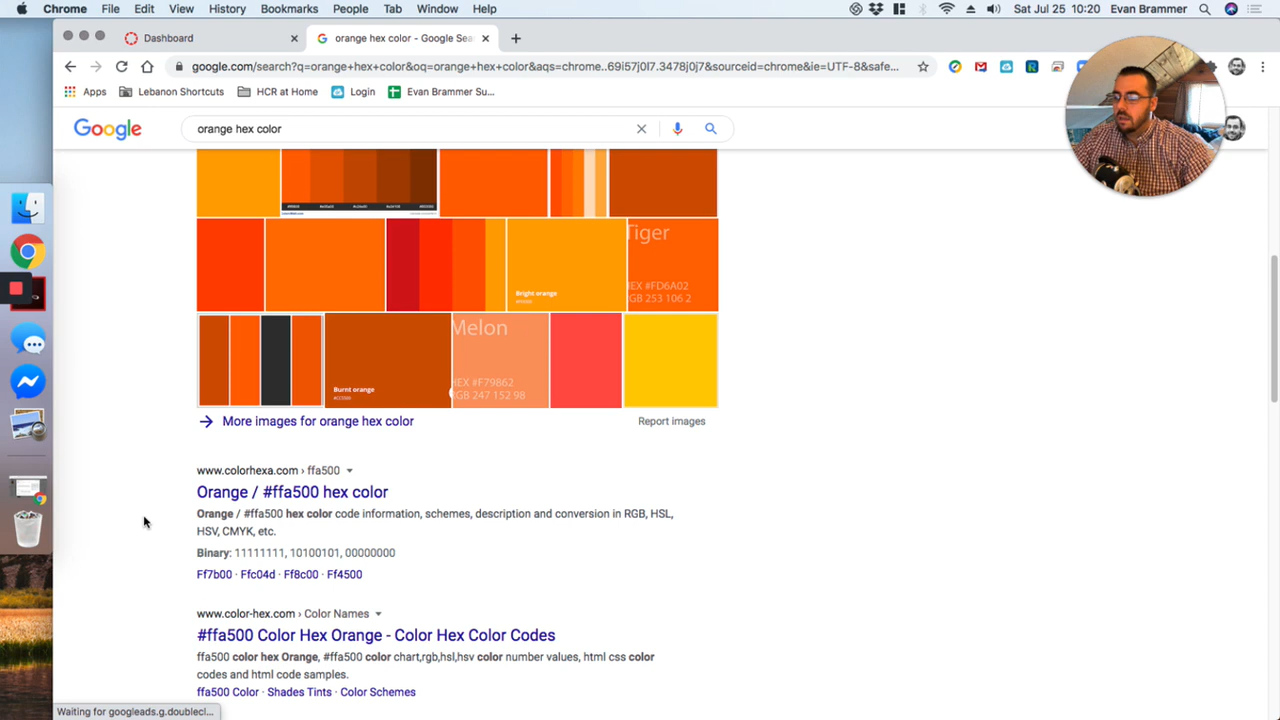 Chrome File Edit View History Bookmarks People Tab Window Help Sat Jul 25 10:20 Evan Brammer
Dashboard orange hex color - Google Sea
google.com/search?q=orange+hex+color&oq=orange+hex+color&aqs=chrome..69i57j0l7.3478j0j7&sourceid=chrome&ie=UTF-8&safe...
Apps Lebanon Shortcuts HCR at Home Login Evan Brammer Su...
Google orange hex color
Tiger
Bright orange
HEX #FD6A02
RGB 253 106 2
Melon
Burnt orange
HEX #F79862
RGB 247 152 98
More images for orange hex color Report images
www.colorhexa.com › ffa500
Orange / #ffa500 hex color
Orange / #ffa500 hex color code information, schemes, description and conversion in RGB, HSL,
HSV, CMYK, etc.
Binary: 11111111, 10100101, 00000000
Ff7b00 · Ffc04d · Ff8c00 · Ff4500
www.color-hex.com › Color Names
#ffa500 Color Hex Orange - Color Hex Color Codes
ffa500 color hex Orange, #ffa500 color chart,rgb,hsl,hsv color number values, html css color
codes and html code samples.
ffa500 Color · Shades Tints · Color Schemes
Waiting for googleads.g.doublecl...